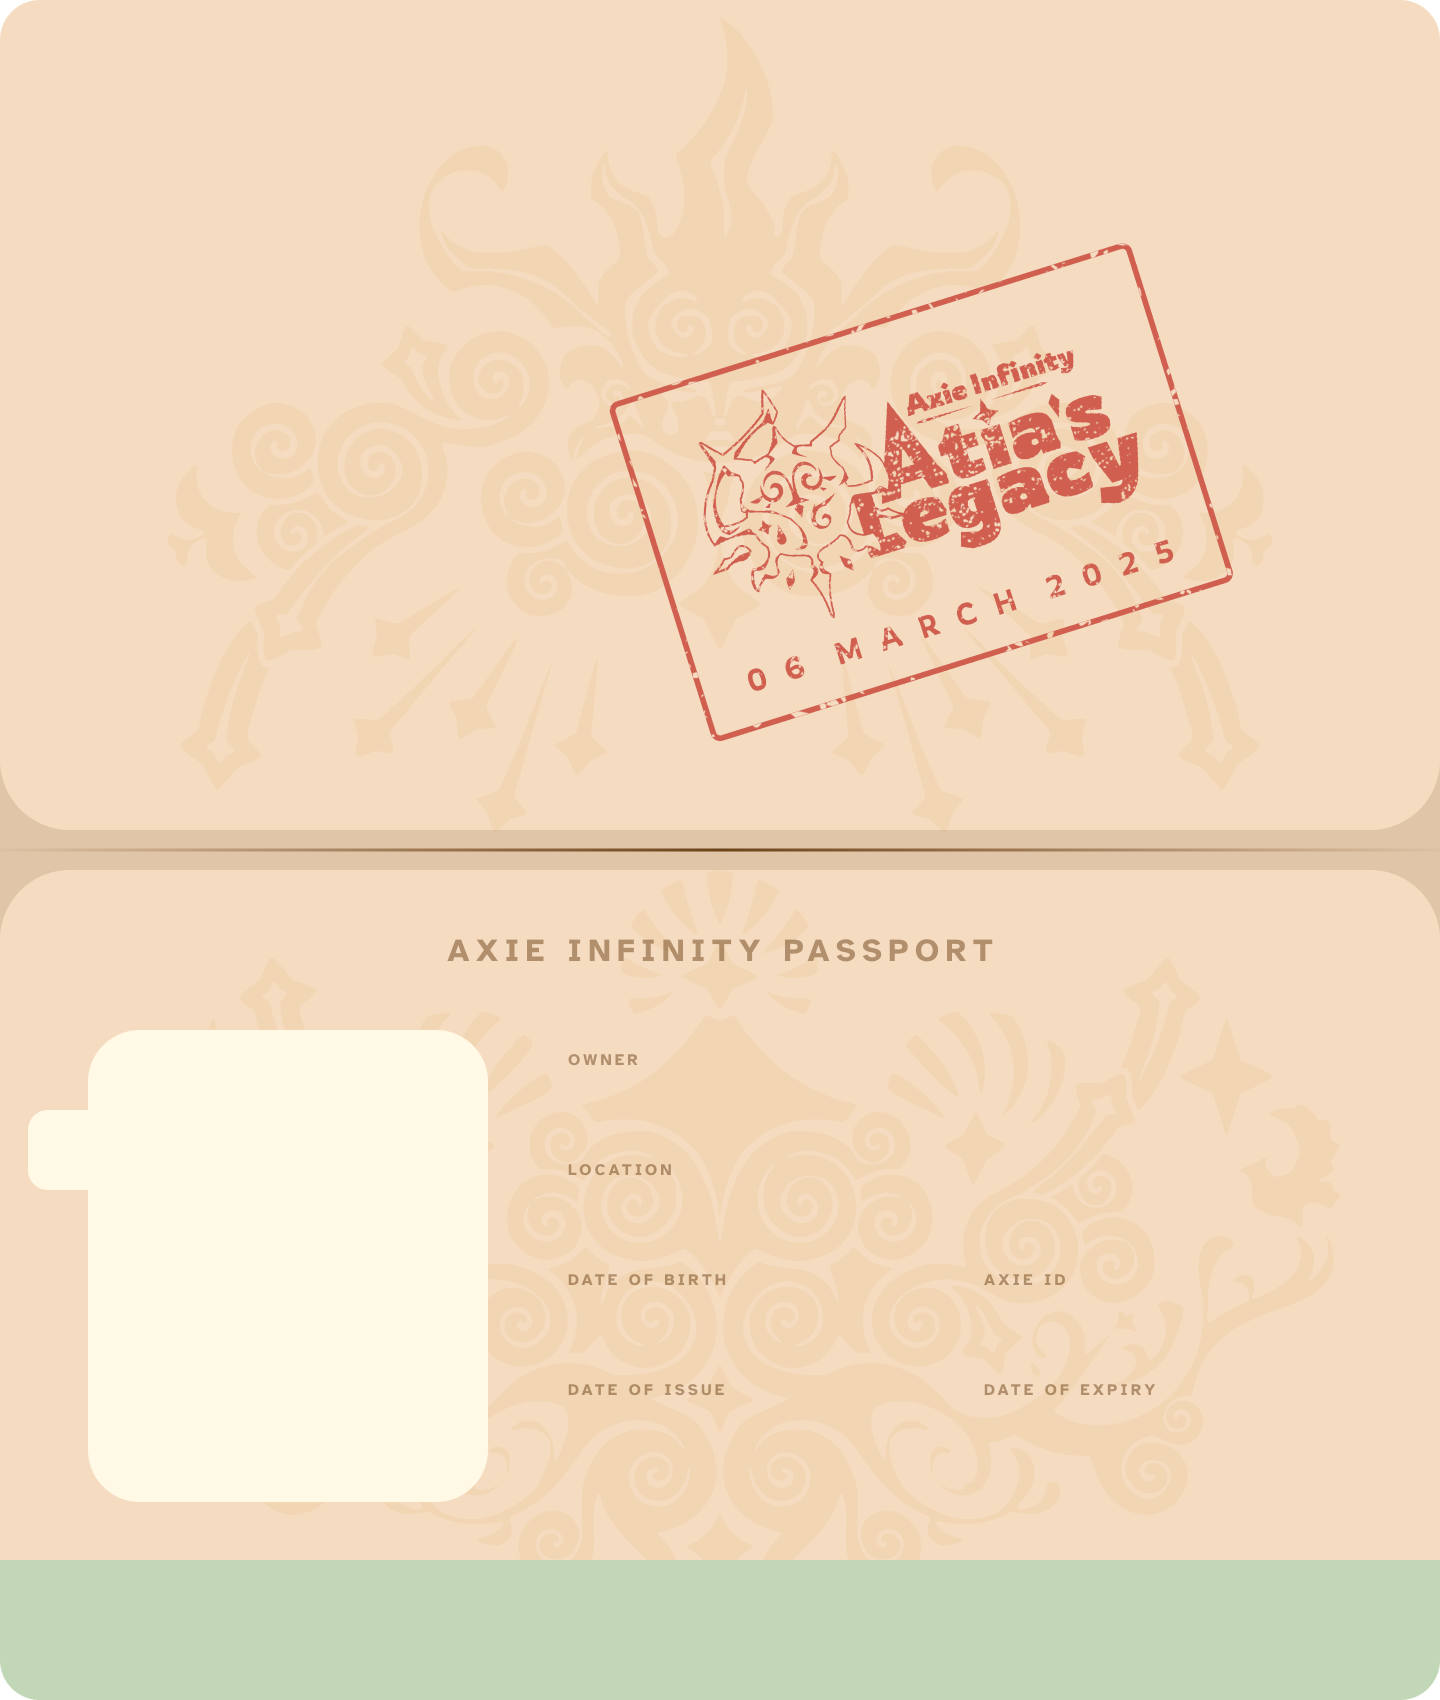 Axie Infinity
Atia's
Legacy
06 MARCH 2025
AXIE INFINITY PASSPORT
OWNER
LOCATION
DATE OF BIRTH
AXIE ID
DATE OF ISSUE
DATE OF EXPIRY